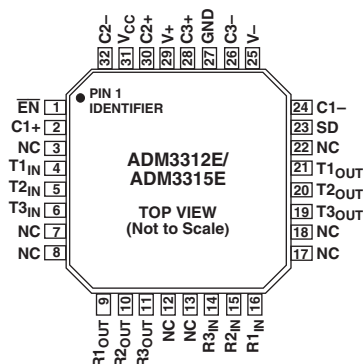 C2– VCC C2+ V+ C3+ GND C3– V–
32 31 30 29 28 27 26 25
EN 1
C1+ 2
NC 3
T1IN 4
T2IN 5
T3IN 6
NC 7
NC 8
PIN 1
IDENTIFIER
ADM3312E/
ADM3315E
TOP VIEW
(Not to Scale)
24 C1–
23 SD
22 NC
21 T1OUT
20 T2OUT
19 T3OUT
18 NC
17 NC
9 10 11 12 13 14 15 16
R1OUT R2OUT R3OUT NC NC R3IN R2IN R1IN